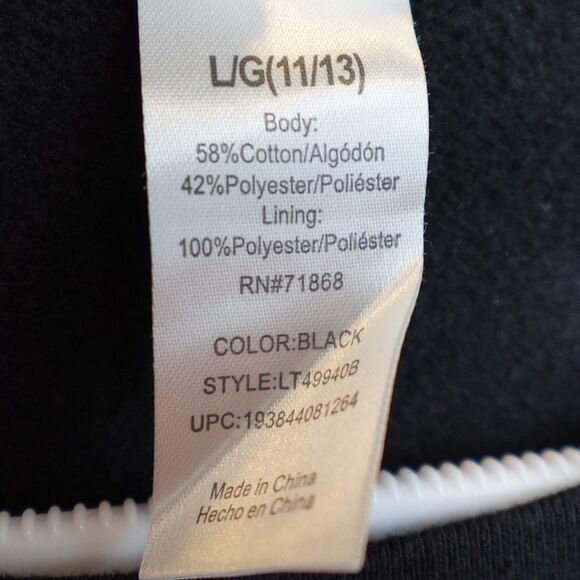 L/G(11/13)
Body:
58%Cotton/Algódón
42%Polyester/Poliéster
Lining:
100%Polyester/Poliéster
RN#71868
COLOR:BLACK
STYLE:LT49940B
UPC:193844081264
Made in China
Hecho en China